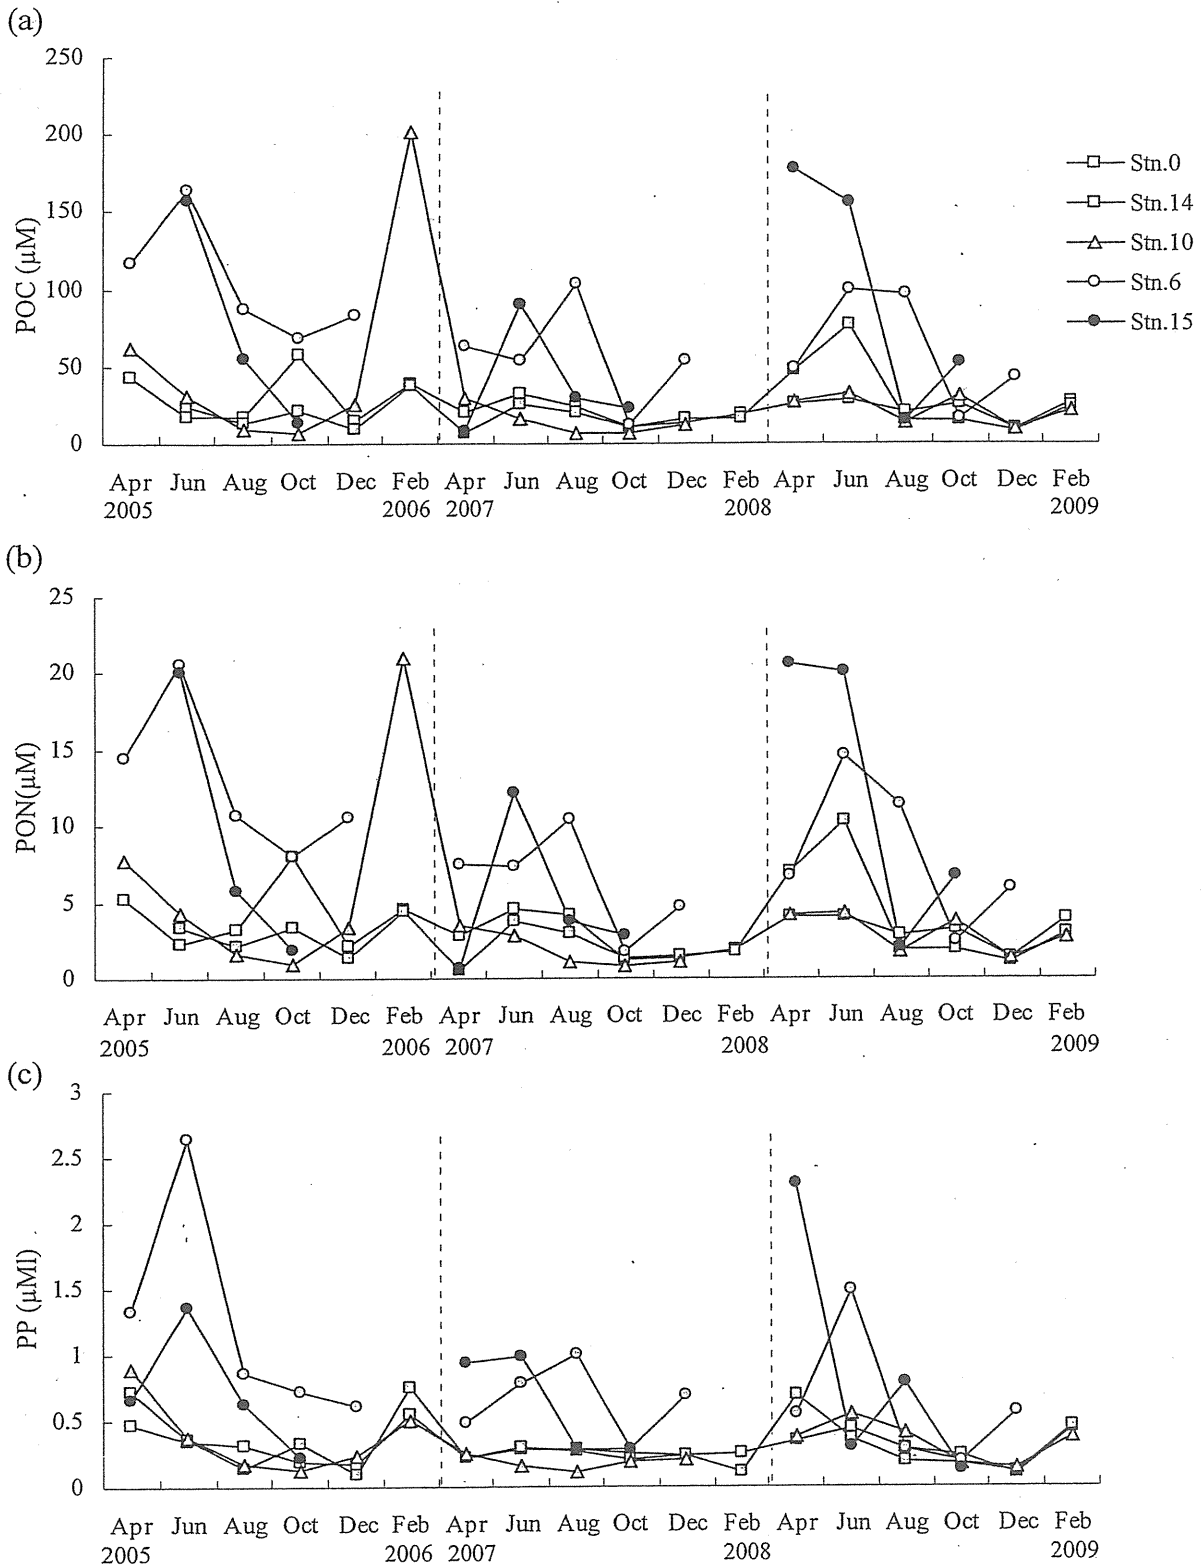 (a)
250
200
150
100
50
0
POC (μM)
Stn.0
Stn.14
Stn.10
Stn.6
Stn.15
Apr Jun Aug Oct Dec Feb Apr Jun Aug Oct Dec Feb Apr Jun Aug Oct Dec Feb
2005 2006 2007 2008 2009
(b)
25
20
15
10
5
0
PON(μM)
Apr Jun Aug Oct Dec Feb Apr Jun Aug Oct Dec Feb Apr Jun Aug Oct Dec Feb
2005 2006 2007 2008 2009
(c)
3
2.5
2
1.5
1
0.5
0
PP (μMl)
Apr Jun Aug Oct Dec Feb Apr Jun Aug Oct Dec Feb Apr Jun Aug Oct Dec Feb
2005 2006 2007 2008 2009